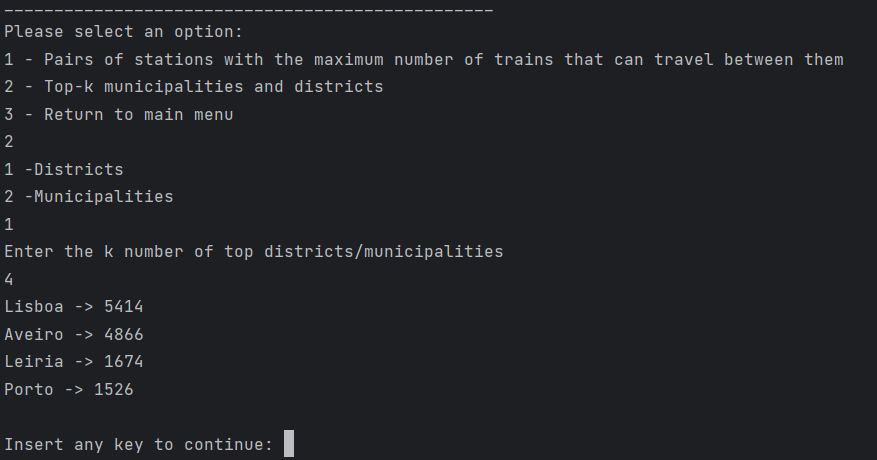 -------------------------------------------------
Please select an option:
1 - Pairs of stations with the maximum number of trains that can travel between them
2 - Top-k municipalities and districts
3 - Return to main menu
2
1 -Districts
2 -Municipalities
1
Enter the k number of top districts/municipalities
4
Lisboa -> 5414
Aveiro -> 4866
Leiria -> 1674
Porto -> 1526
Insert any key to continue: